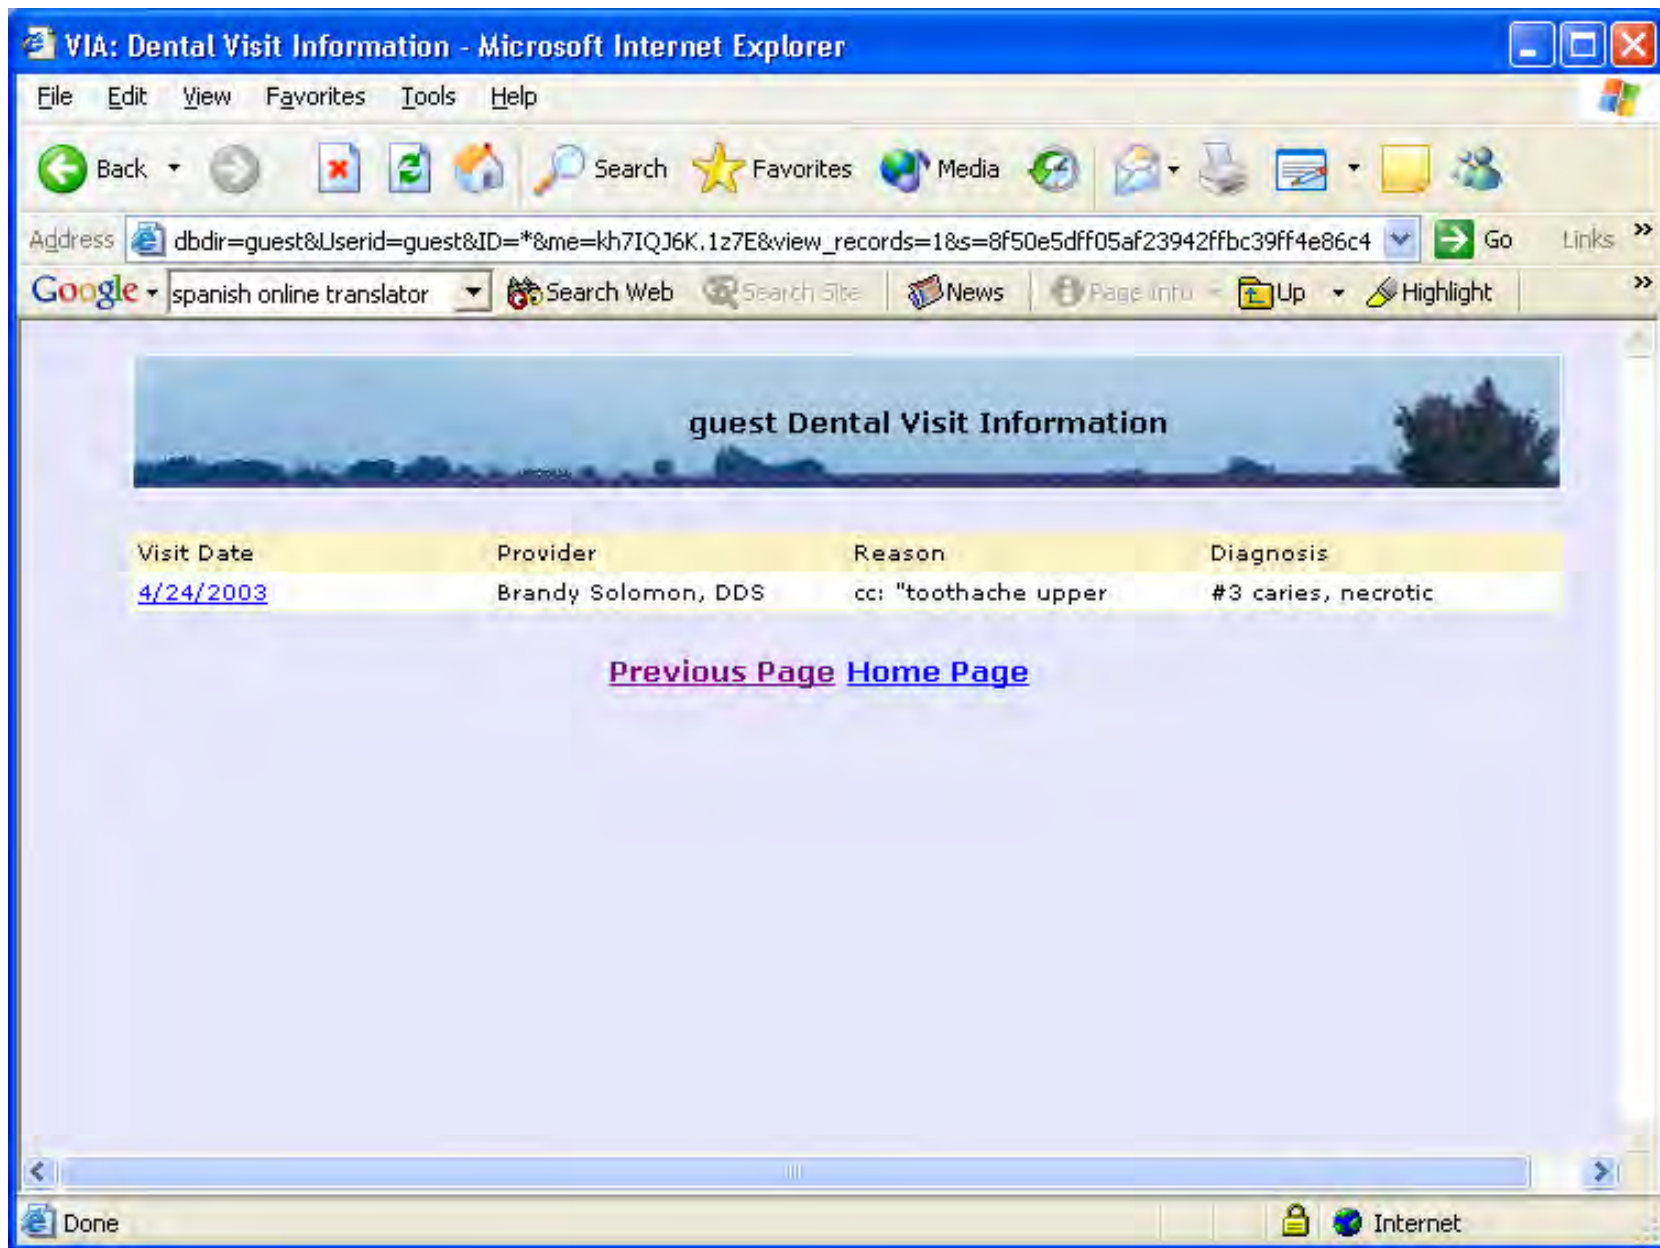 VIA: Dental Visit Information - Microsoft Internet Explorer
File Edit View Favorites Tools Help
Back Search Favorites Media
Address dbdir=guest&Userid=guest&ID=*&me=kh7IQJ6K.1z7E&view_records=1&s=8f50e5dff05af23942ffbc39ff4e86c4 Go Links »
Google spanish online translator Search Web Search Site News Page Info Up Highlight »
guest Dental Visit Information
Visit Date Provider Reason Diagnosis
4/24/2003 Brandy Solomon, DDS cc: "toothache upper #3 caries, necrotic
Previous Page Home Page
Done Internet